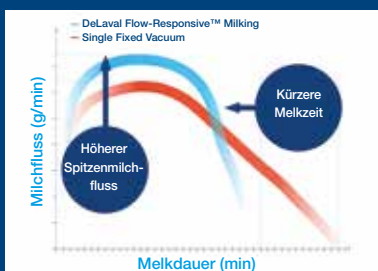 DeLaval Flow-Responsive™ Milking
Single Fixed Vacuum
Milchfluss (g/min)
Höherer
Spitzenmilch-
fluss
Kürzere
Melkzeit
Melkdauer (min)